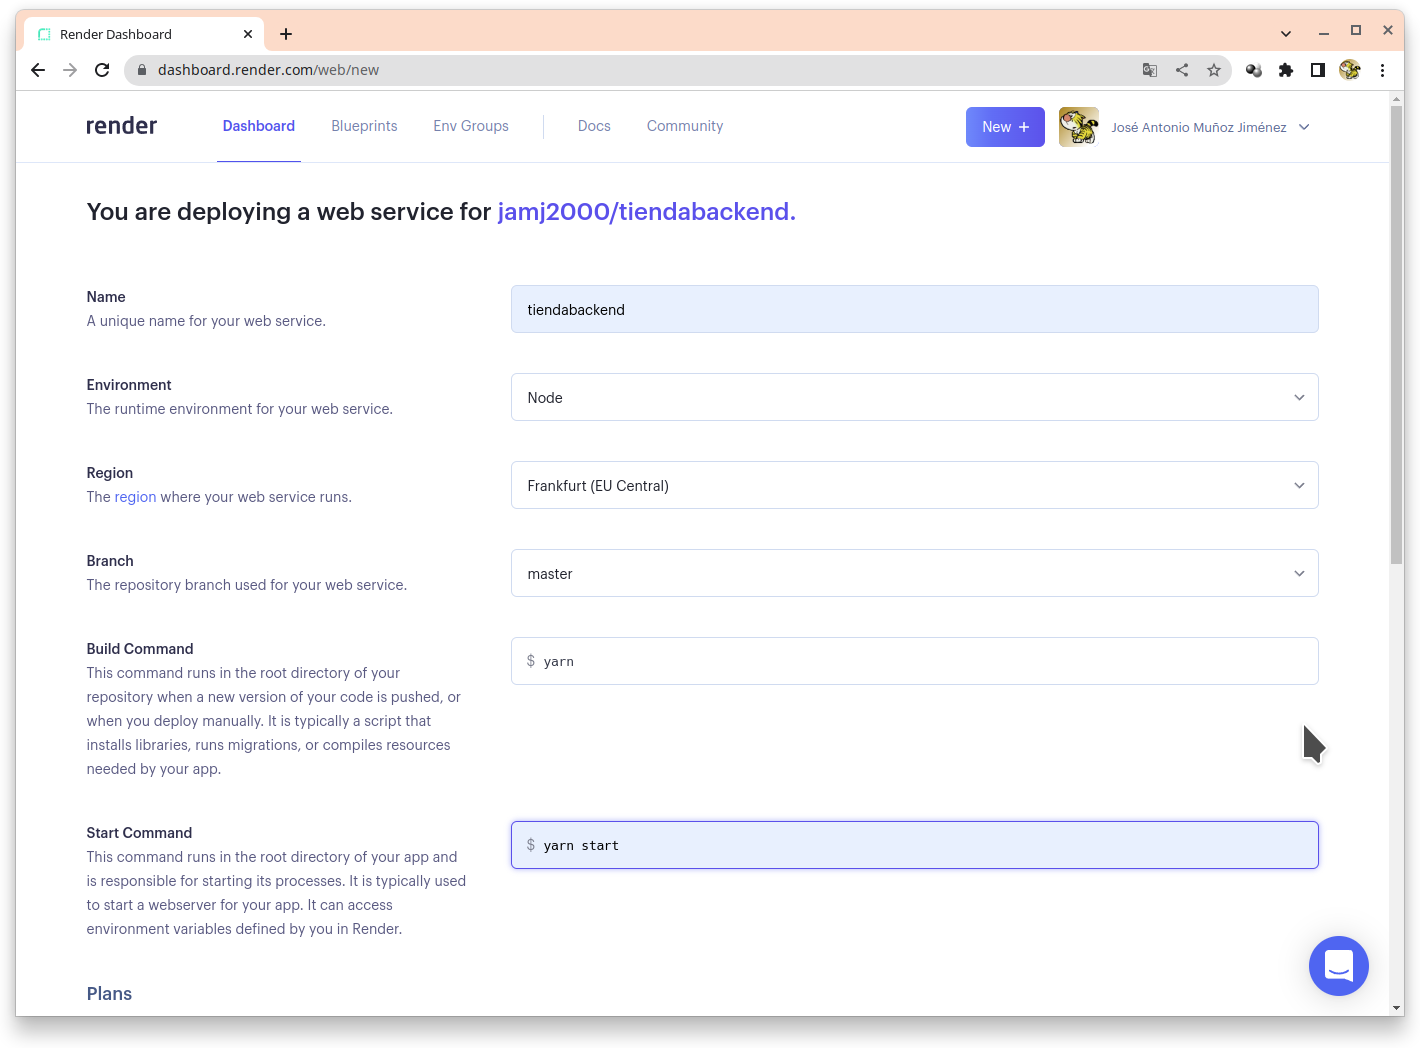 Render Dashboard
dashboard.render.com/web/new
render Dashboard Blueprints Env Groups Docs Community New + José Antonio Muñoz Jiménez
You are deploying a web service for jamj2000/tiendabackend.
Name
A unique name for your web service.
tiendabackend
Environment
The runtime environment for your web service.
Node
Region
The region where your web service runs.
Frankfurt (EU Central)
Branch
The repository branch used for your web service.
master
Build Command
This command runs in the root directory of your
repository when a new version of your code is pushed, or
when you deploy manually. It is typically a script that
installs libraries, runs migrations, or compiles resources
needed by your app.
$ yarn
Start Command
This command runs in the root directory of your app and
is responsible for starting its processes. It is typically used
to start a webserver for your app. It can access
environment variables defined by you in Render.
$ yarn start
Plans